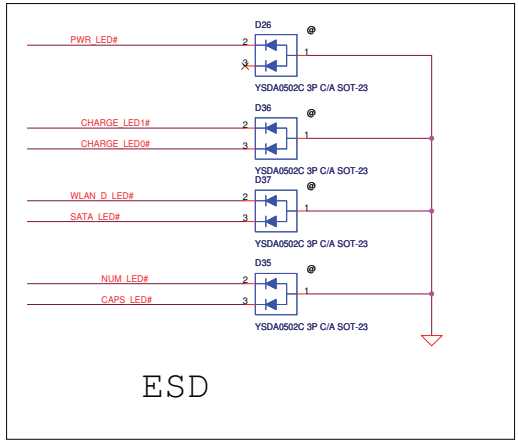 D26 @
PWR_LED# 2
1
3
YSDA0502C 3P C/A SOT-23
D36 @
CHARGE_LED1# 2
1
CHARGE_LED0# 3
YSDA0502C 3P C/A SOT-23
D37 @
WLAN_D_LED# 2
1
SATA_LED# 3
YSDA0502C 3P C/A SOT-23
D35 @
NUM_LED# 2
1
CAPS_LED# 3
YSDA0502C 3P C/A SOT-23
ESD